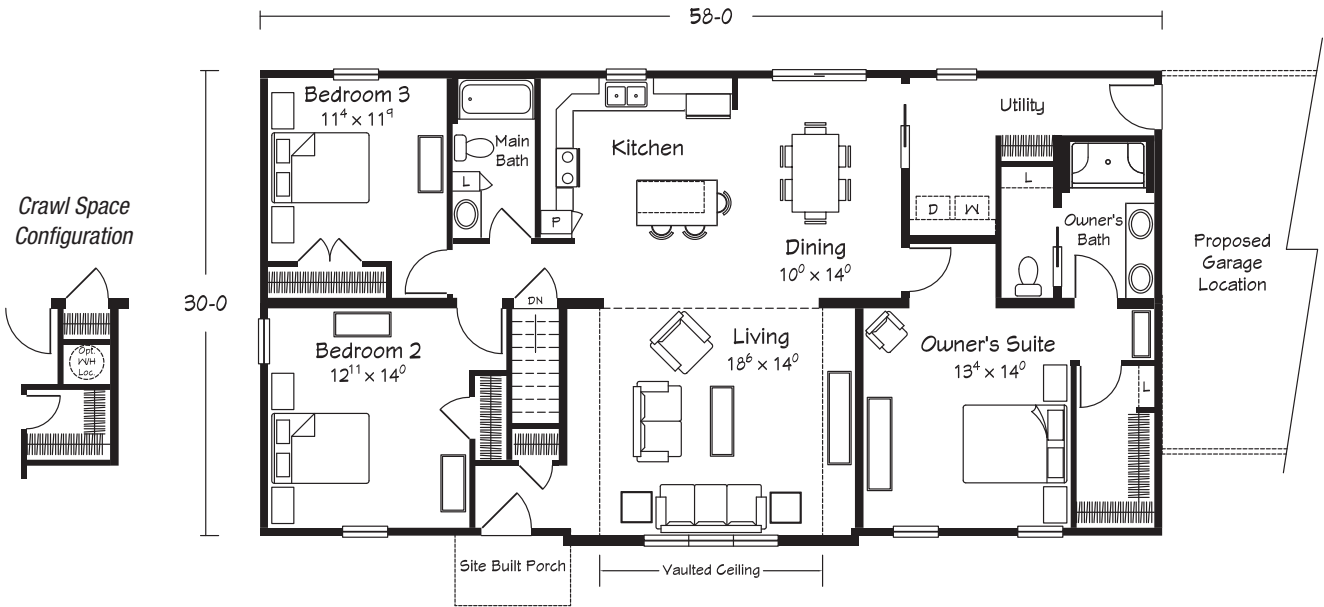 58-0
Bedroom 3
11⁴ x 11⁹
Main
Bath
L
Kitchen
P
Utility
D
W
L
Owner's
Bath
Dining
10⁰ x 14⁰
Crawl Space
Configuration
Opt.
WH
Loc.
30-0
Proposed
Garage
Location
DN
Bedroom 2
12¹¹ x 14⁰
Living
18⁶ x 14⁰
Owner's Suite
13⁴ x 14⁰
L
Site Built Porch
Vaulted Ceiling